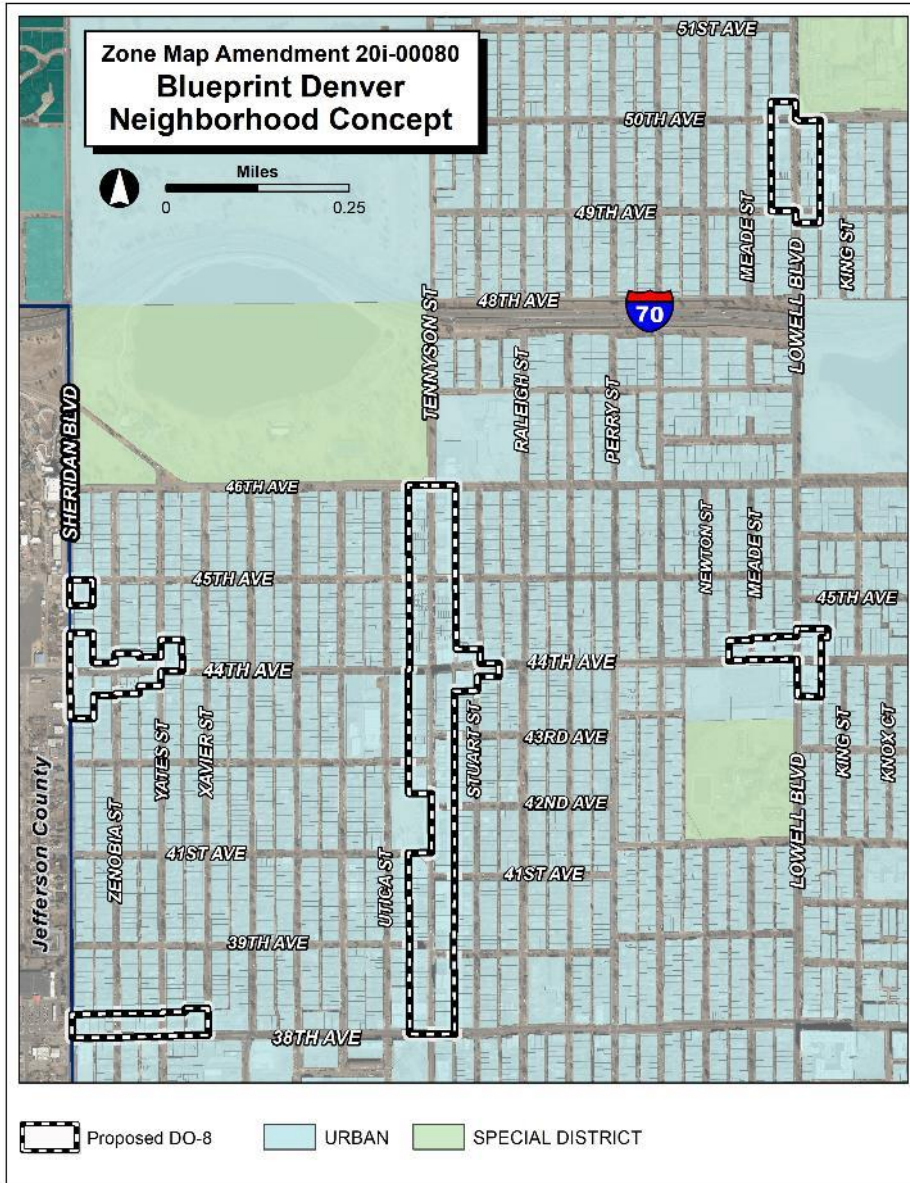 Zone Map Amendment 20i-00080
Blueprint Denver
Neighborhood Concept
Miles
0 0.25
51ST AVE
50TH AVE
MEADE ST
49TH AVE
LOWELL BLVD
KING ST
48TH AVE
70
TENNYSON ST
RALEIGH ST
PERRY ST
SHERIDAN BLVD
46TH AVE
NEWTON ST
MEADE ST
45TH AVE
45TH AVE
44TH AVE
44TH AVE
YATES ST
XAVIER ST
STUART ST
43RD AVE
KING ST
KNOX CT
Jefferson County
ZENOBIA ST
42ND AVE
LOWELL BLVD
41ST AVE
UTICA ST
41ST AVE
39TH AVE
38TH AVE
Proposed DO-8 URBAN SPECIAL DISTRICT